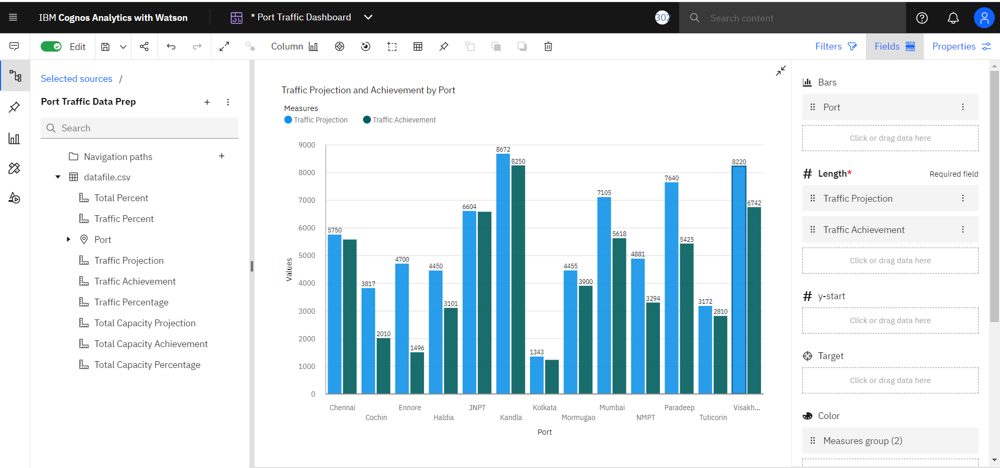 IBM Cognos Analytics with Watson
* Port Traffic Dashboard
302
Search content
Edit
Column
Filters
Fields
Properties
Selected sources /
Port Traffic Data Prep
Search
Navigation paths
datafile.csv
Total Percent
Traffic Percent
Port
Traffic Projection
Traffic Achievement
Traffic Percentage
Total Capacity Projection
Total Capacity Achievement
Total Capacity Percentage
Traffic Projection and Achievement by Port
Measures
Traffic Projection
Traffic Achievement
9000
8000
7000
6000
5000
4000
3000
2000
1000
0
Values
5750
3817
2010
4700
1496
4450
3101
6604
8672
8250
1343
4455
3900
7105
5618
4881
3294
7640
5425
3172
2810
8220
6742
Chennai
Cochin
Ennore
Haldia
JNPT
Kandla
Kolkata
Mormugao
Mumbai
NMPT
Paradeep
Tuticorin
Visakh...
Port
Bars
Port
Click or drag data here
Length*
Required field
Traffic Projection
Traffic Achievement
Click or drag data here
y-start
Click or drag data here
Target
Click or drag data here
Color
Measures group (2)